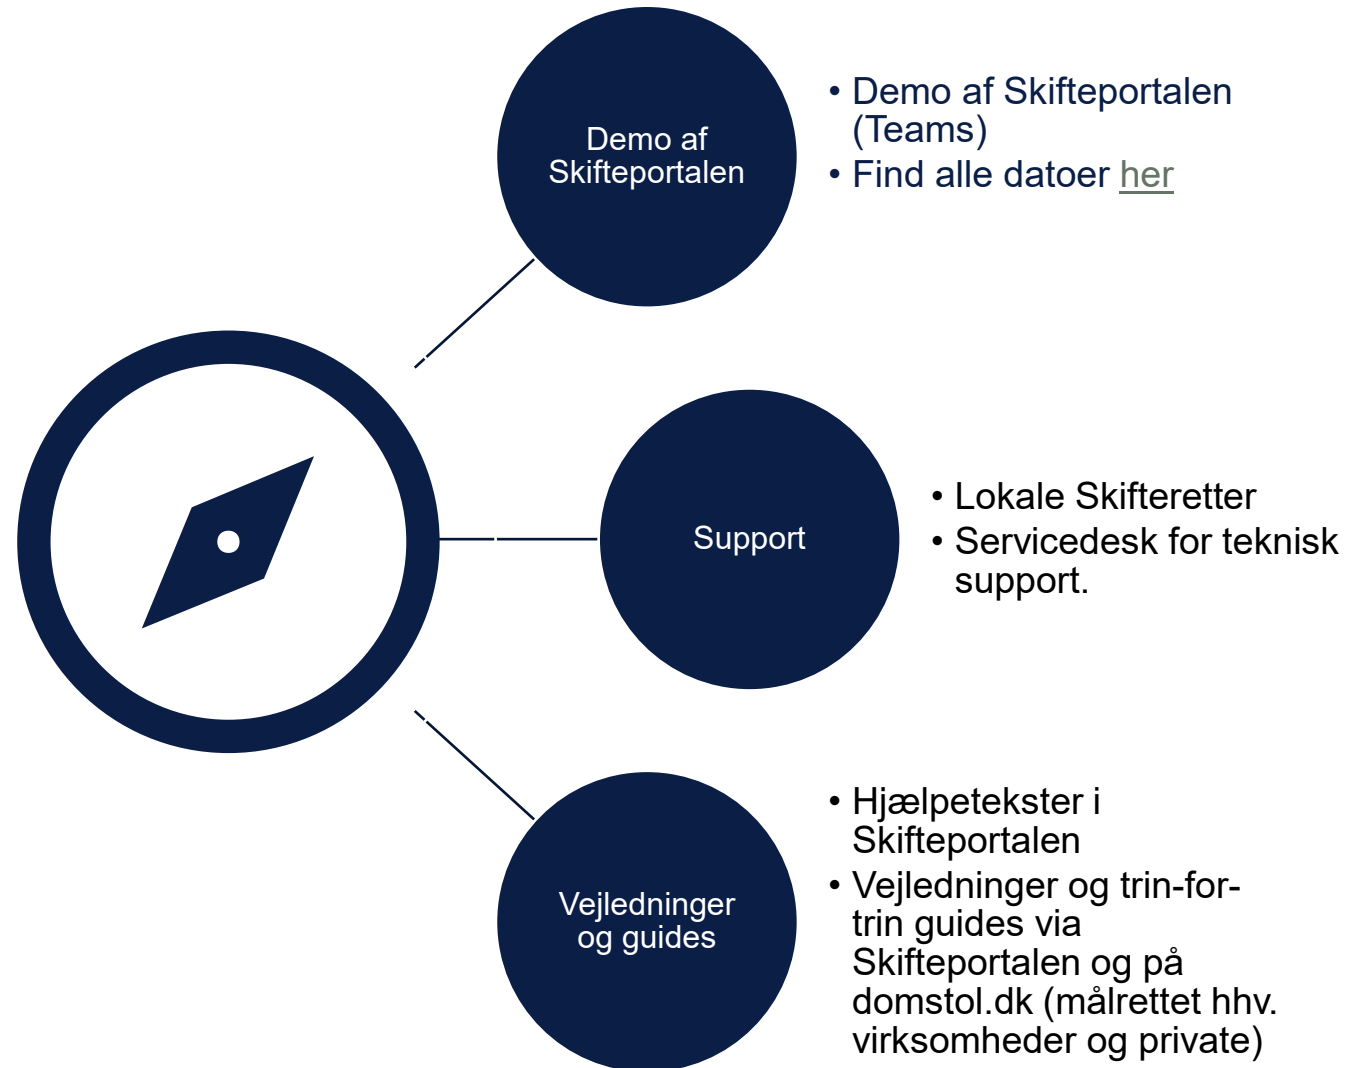 Demo af
Skifteportalen
• Demo af Skifteportalen
(Teams)
• Find alle datoer her
Support
• Lokale Skifteretter
• Servicedesk for teknisk
support.
Vejledninger
og guides
• Hjælpetekster i
Skifteportalen
• Vejledninger og trin-for-
trin guides via
Skifteportalen og på
domstol.dk (målrettet hhv.
virksomheder og private)